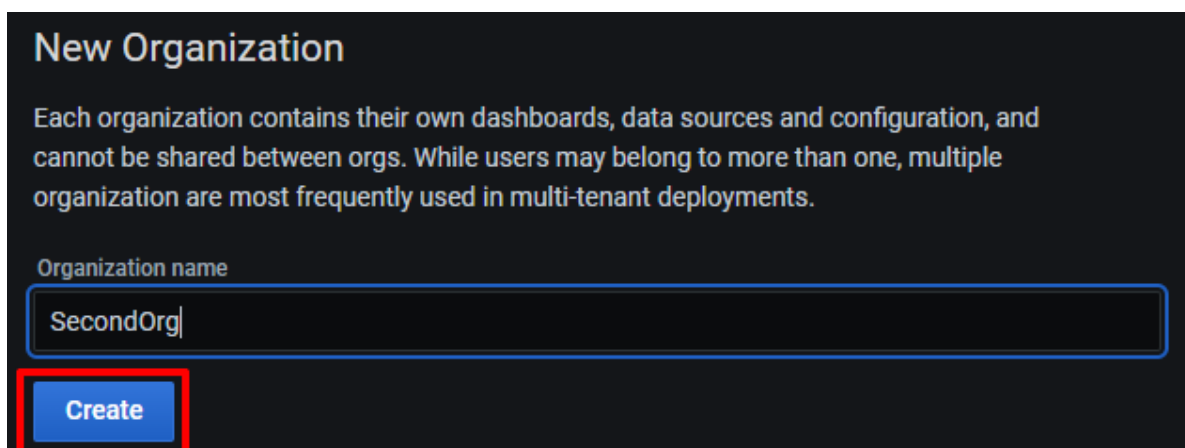 New Organization
Each organization contains their own dashboards, data sources and configuration, and
cannot be shared between orgs. While users may belong to more than one, multiple
organization are most frequently used in multi-tenant deployments.
Organization name
SecondOrg
Create